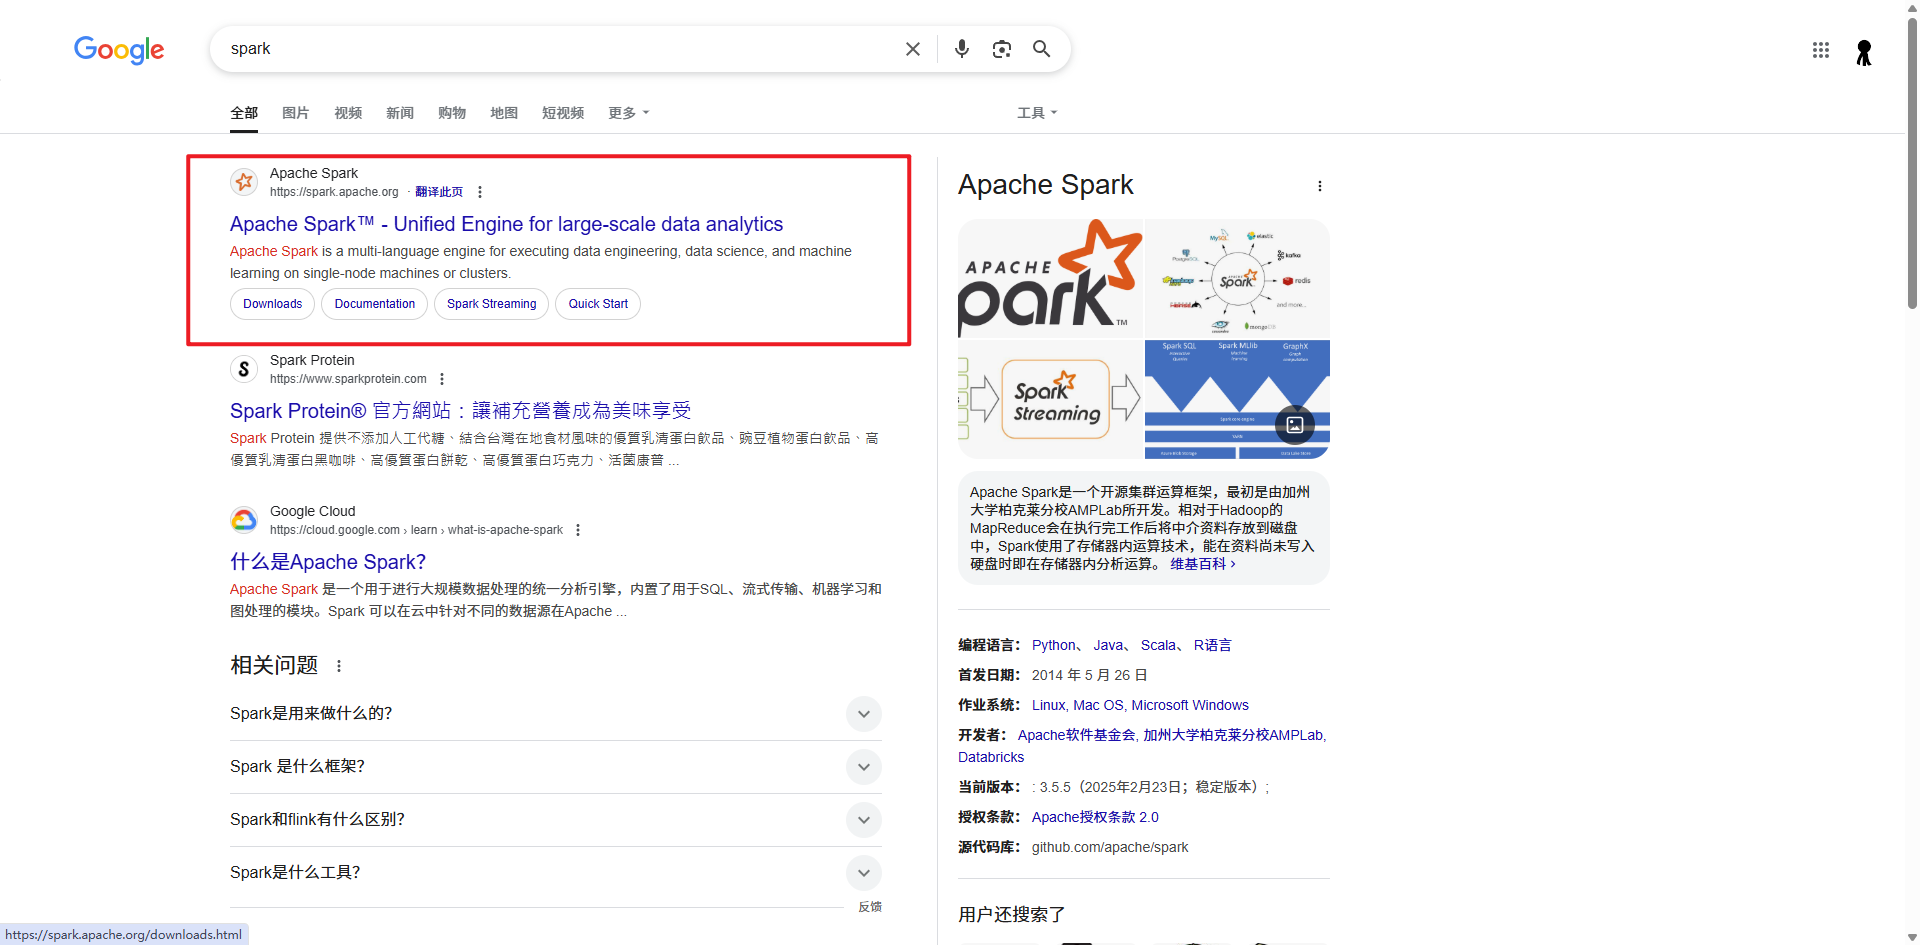 Google
spark
全部 图片 视频 新闻 购物 地图 短视频 更多 工具
Apache Spark
https://spark.apache.org · 翻译此页
Apache Spark™ - Unified Engine for large-scale data analytics
Apache Spark is a multi-language engine for executing data engineering, data science, and machine
learning on single-node machines or clusters.
Downloads Documentation Spark Streaming Quick Start
S
Spark Protein
https://www.sparkprotein.com
Spark Protein® 官方網站：讓補充營養成為美味享受
Spark Protein 提供不添加人工代糖、結合台灣在地食材風味的優質乳清蛋白飲品、豌豆植物蛋白飲品、高
優質乳清蛋白黑咖啡、高優質蛋白餅乾、高優質蛋白巧克力、活菌康普 ...
Google Cloud
https://cloud.google.com › learn › what-is-apache-spark
什么是Apache Spark？
Apache Spark 是一个用于进行大规模数据处理的统一分析引擎，内置了用于SQL、流式传输、机器学习和
图处理的模块。Spark 可以在云中针对不同的数据源在Apache ...
相关问题
Spark是用来做什么的？
Spark 是什么框架？
Spark和flink有什么区别？
Spark是什么工具？
反馈
https://spark.apache.org/downloads.html
Apache Spark
APACHE
park™
MySQL
elastic
PostgreSQL
kafka
APACHE
Spark
redis
and more...
mongoDB
Spark
Streaming
Spark SQL Spark MLlib GraphX
Interactive Queries
Machine learning
Graph computation
Spark core engine
YARN
Azure Blob Storage Data Lake Store
Apache Spark是一个开源集群运算框架，最初是由加州
大学柏克莱分校AMPLab所开发。相对于Hadoop的
MapReduce会在执行完工作后将中介资料存放到磁盘
中，Spark使用了存储器内运算技术，能在资料尚未写入
硬盘时即在存储器内分析运算。 维基百科 ›
编程语言： Python、 Java、 Scala、 R语言
首发日期： 2014 年 5 月 26 日
作业系统： Linux, Mac OS, Microsoft Windows
开发者： Apache软件基金会, 加州大学柏克莱分校AMPLab,
Databricks
当前版本： : 3.5.5（2025年2月23日；稳定版本）;
授权条款： Apache授权条款 2.0
源代码库： github.com/apache/spark
用户还搜索了